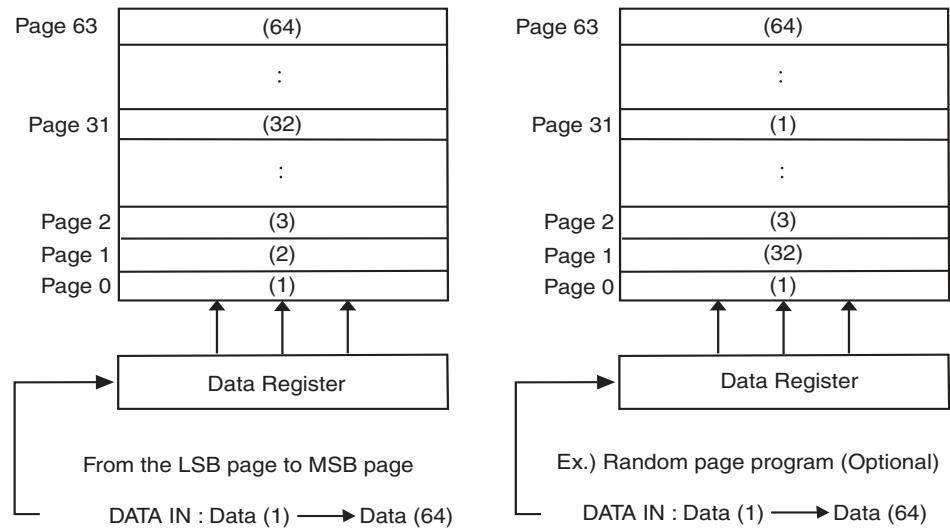 Page 63 (64)
:
Page 31 (32)
:
Page 2 (3)
Page 1 (2)
Page 0 (1)
Data Register
From the LSB page to MSB page
DATA IN : Data (1) → Data (64)
Page 63 (64)
:
Page 31 (1)
:
Page 2 (3)
Page 1 (32)
Page 0 (1)
Data Register
Ex.) Random page program (Optional)
DATA IN : Data (1) → Data (64)